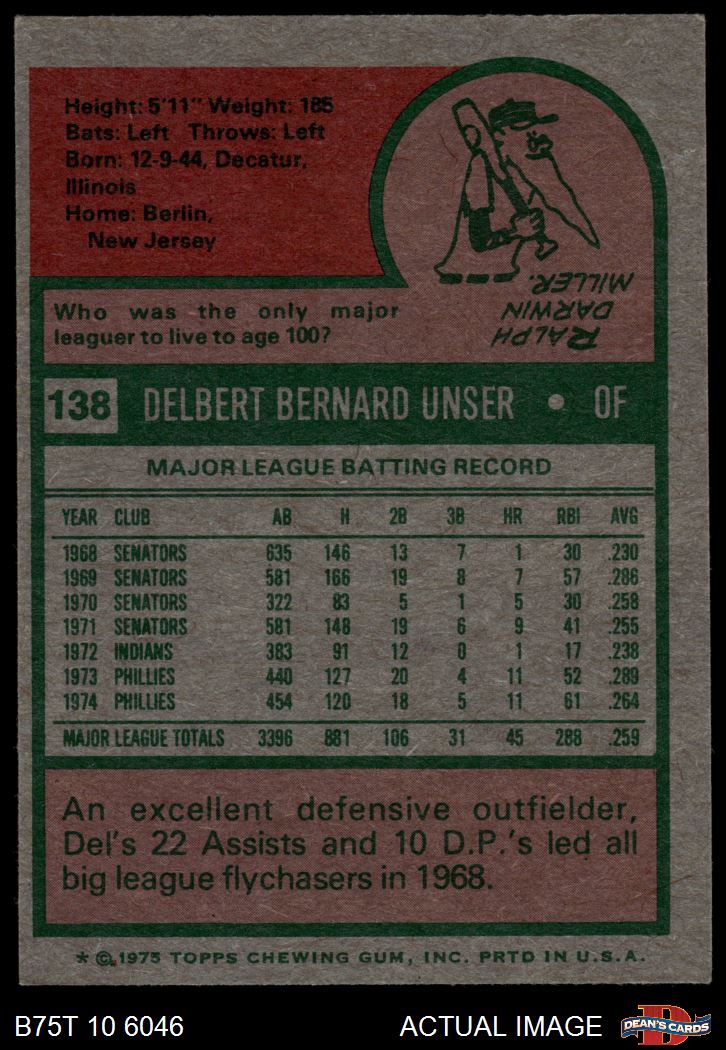 Height: 5'11" Weight: 185
Bats: Left Throws: Left
Born: 12-9-44, Decatur,
Illinois
Home: Berlin,
New Jersey
Who was the only major
leaguer to live to age 100?
RALPH
DARWIN
MILLER.
138 DELBERT BERNARD UNSER • OF
MAJOR LEAGUE BATTING RECORD
YEAR CLUB AB H 2B 3B HR RBI AVG
1968 SENATORS 635 146 13 7 1 30 .230
1969 SENATORS 581 166 19 8 7 57 .286
1970 SENATORS 322 83 5 1 5 30 .258
1971 SENATORS 581 148 19 6 9 41 .255
1972 INDIANS 383 91 12 0 1 17 .238
1973 PHILLIES 440 127 20 4 11 52 .289
1974 PHILLIES 454 120 18 5 11 61 .264
MAJOR LEAGUE TOTALS 3396 881 106 31 45 288 .259
An excellent defensive outfielder,
Del's 22 Assists and 10 D.P.'s led all
big league flychasers in 1968.
* © 1975 TOPPS CHEWING GUM, INC. PRTD IN U.S.A.
B75T 10 6046 ACTUAL IMAGE
D
DEAN'S CARDS